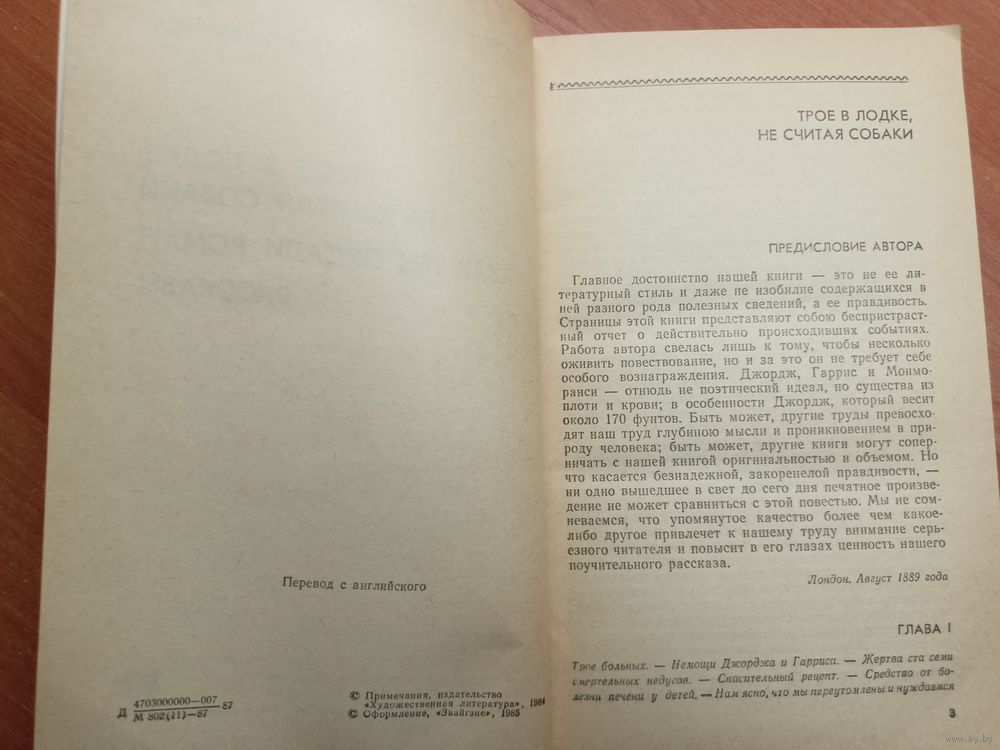 Перевод с английского
Д 4703000000—007 87
М 802(11)—87
© Примечания, издательство
«Художественная литература», 1984
© Оформление, «Звайгзне», 1985
ТРОЕ В ЛОДКЕ,
НЕ СЧИТАЯ СОБАКИ
ПРЕДИСЛОВИЕ АВТОРА
Главное достоинство нашей книги — это не ее ли-
тературный стиль и даже не изобилие содержащихся в
ней разного рода полезных сведений, а ее правдивость.
Страницы этой книги представляют собою беспристраст-
ный отчет о действительно происходивших событиях.
Работа автора свелась лишь к тому, чтобы несколько
оживить повествование, но и за это он не требует себе
особого вознаграждения. Джордж, Гаррис и Монмо-
ранси — отнюдь не поэтический идеал, но существа из
плоти и крови; в особенности Джордж, который весит
около 170 фунтов. Быть может, другие труды превосхо-
дят наш труд глубиною мысли и проникновением в при-
роду человека; быть может, другие книги могут сопер-
ничать с нашей книгой оригинальностью и объемом. Но
что касается безнадежной, закоренелой правдивости, —
ни одно вышедшее в свет до сего дня печатное произве-
дение не может сравниться с этой повестью. Мы не сом-
неваемся, что упомянутое качество более чем какое-
либо другое привлечет к нашему труду внимание серь-
езного читателя и повысит в его глазах ценность нашего
поучительного рассказа.
Лондон. Август 1889 года
ГЛАВА I
Трое больных. — Немощи Джорджа и Гарриса. — Жертва ста семи
смертельных недугов. — Спасительный рецепт. — Средство от бо-
лезни печени у детей, — Нам ясно, что мы переутомлены и нуждаемся
3
www.ay.by